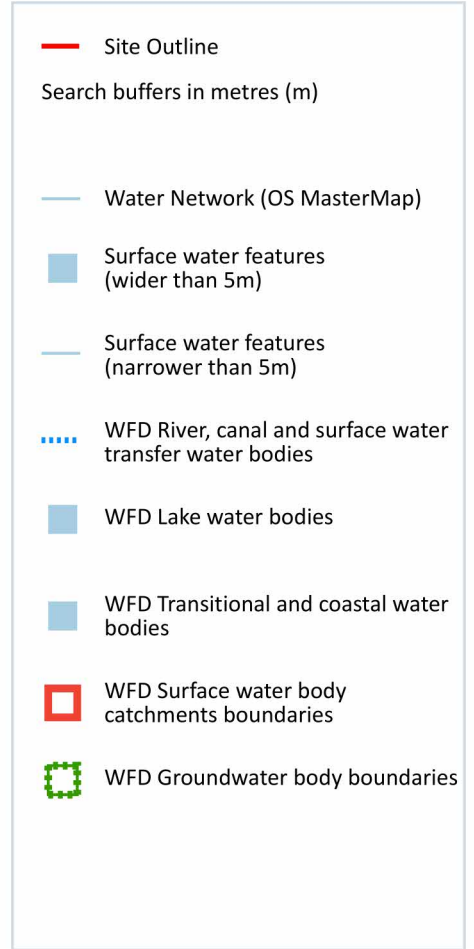 Site Outline
Search buffers in metres (m)
Water Network (OS MasterMap)
Surface water features
(wider than 5m)
Surface water features
(narrower than 5m)
WFD River, canal and surface water
transfer water bodies
WFD Lake water bodies
WFD Transitional and coastal water
bodies
WFD Surface water body
catchments boundaries
WFD Groundwater body boundaries